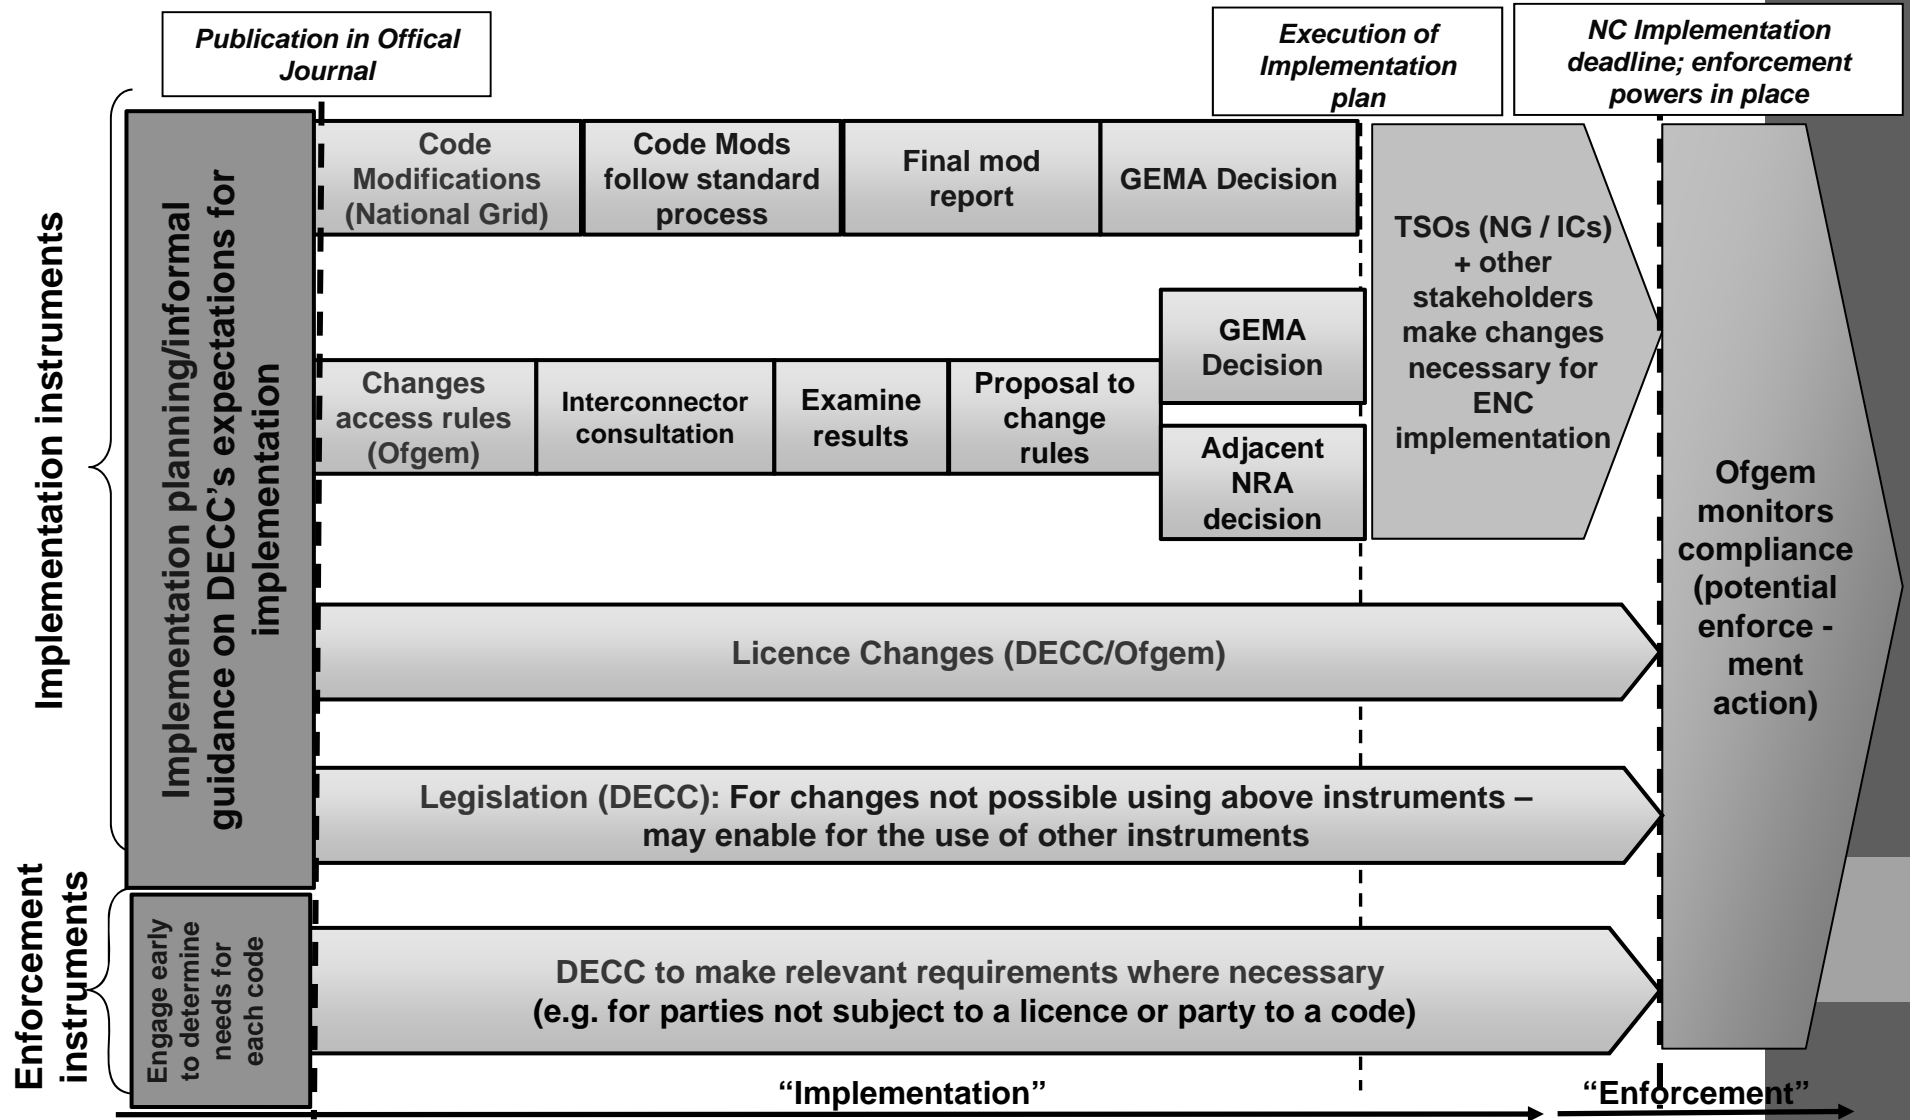 Publication in Offical
Journal
Execution of
Implementation
plan
NC Implementation
deadline; enforcement
powers in place
Implementation instruments
Implementation planning/informal
guidance on DECC's expectations for
implementation
Code
Modifications
(National Grid)
Code Mods
follow standard
process
Final mod
report
GEMA Decision
Changes
access rules
(Ofgem)
Interconnector
consultation
Examine
results
Proposal to
change
rules
GEMA
Decision
Adjacent
NRA
decision
TSOs (NG / ICs)
+ other
stakeholders
make changes
necessary for
ENC
implementation
Ofgem
monitors
compliance
(potential
enforce -
ment
action)
Licence Changes (DECC/Ofgem)
Legislation (DECC): For changes not possible using above instruments –
may enable for the use of other instruments
Enforcement
instruments
Engage early
to determine
needs for
each code
DECC to make relevant requirements where necessary
(e.g. for parties not subject to a licence or party to a code)
“Implementation”
“Enforcement”